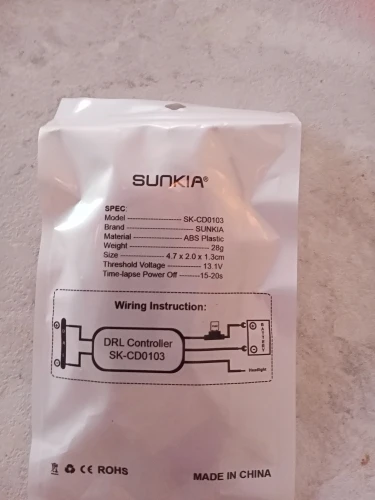 SUNKIA®
SPEC:
Model ---------------- SK-CD0103
Brand -------------------- SUNKIA
Material --------------- ABS Plastic
Weight ------------------------ 28g
Size ------------ 4.7 x 2.0 x 1.3cm
Threshold Voltage -------- 13.1V
Time-lapse Power Off ------15-20s
Wiring Instruction:
DRL Controller
SK-CD0103
BATTERY
Headlight
CE ROHS
MADE IN CHINA